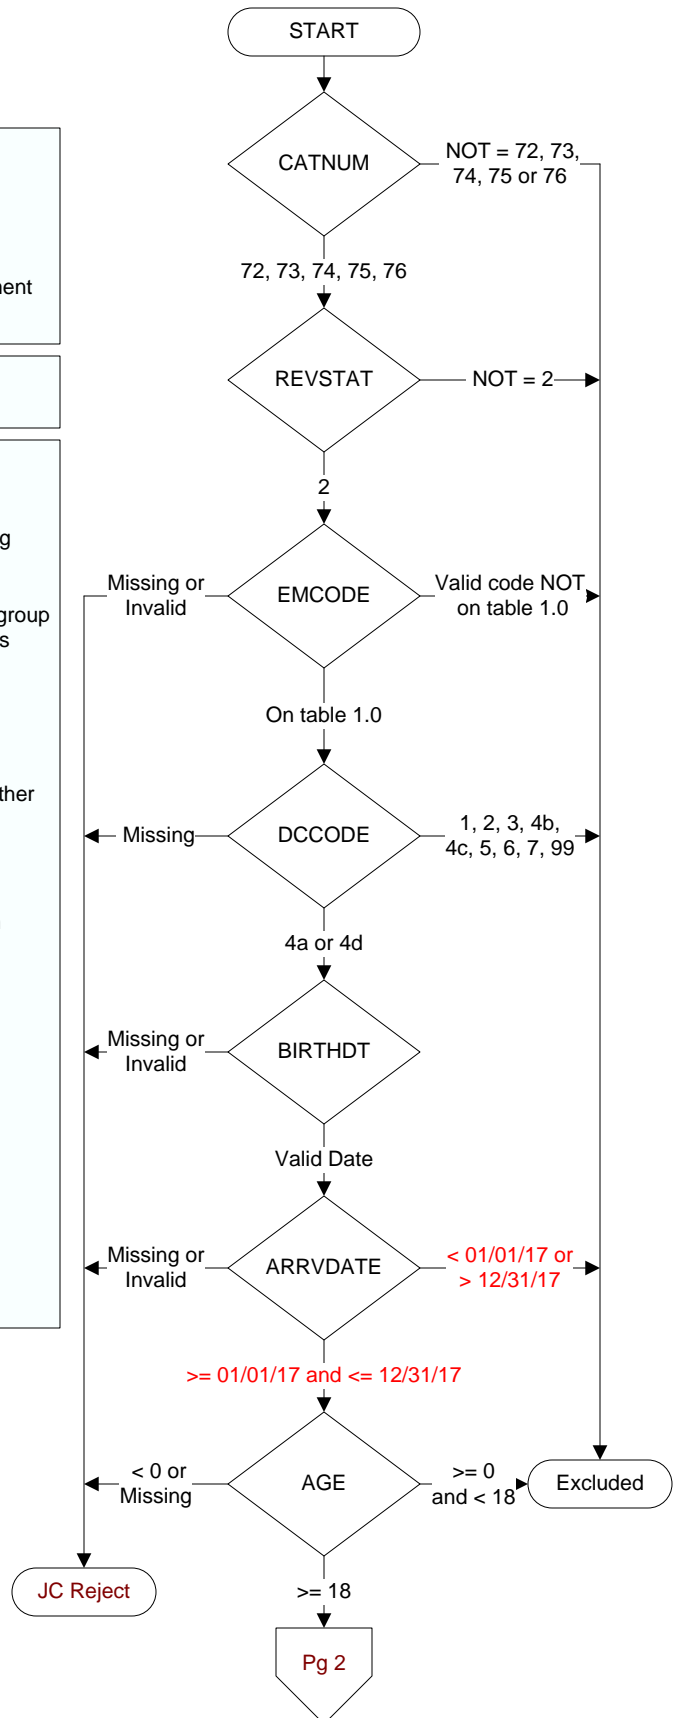 START
CATNUM
NOT = 72, 73,
74, 75 or 76
72, 73, 74, 75, 76
REVSTAT
NOT = 2
2
EMCODE
Missing or
Invalid
Valid code NOT
on table 1.0
On table 1.0
DCCODE
Missing
1, 2, 3, 4b,
4c, 5, 6, 7, 99
4a or 4d
BIRTHDT
Missing or
Invalid
Valid Date
ARRVDATE
Missing or
Invalid
< 01/01/17 or
> 12/31/17
>= 01/01/17 and <= 12/31/17
AGE
< 0 or
Missing
>= 0
and < 18
Excluded
JC Reject
>= 18
Pg 2
group